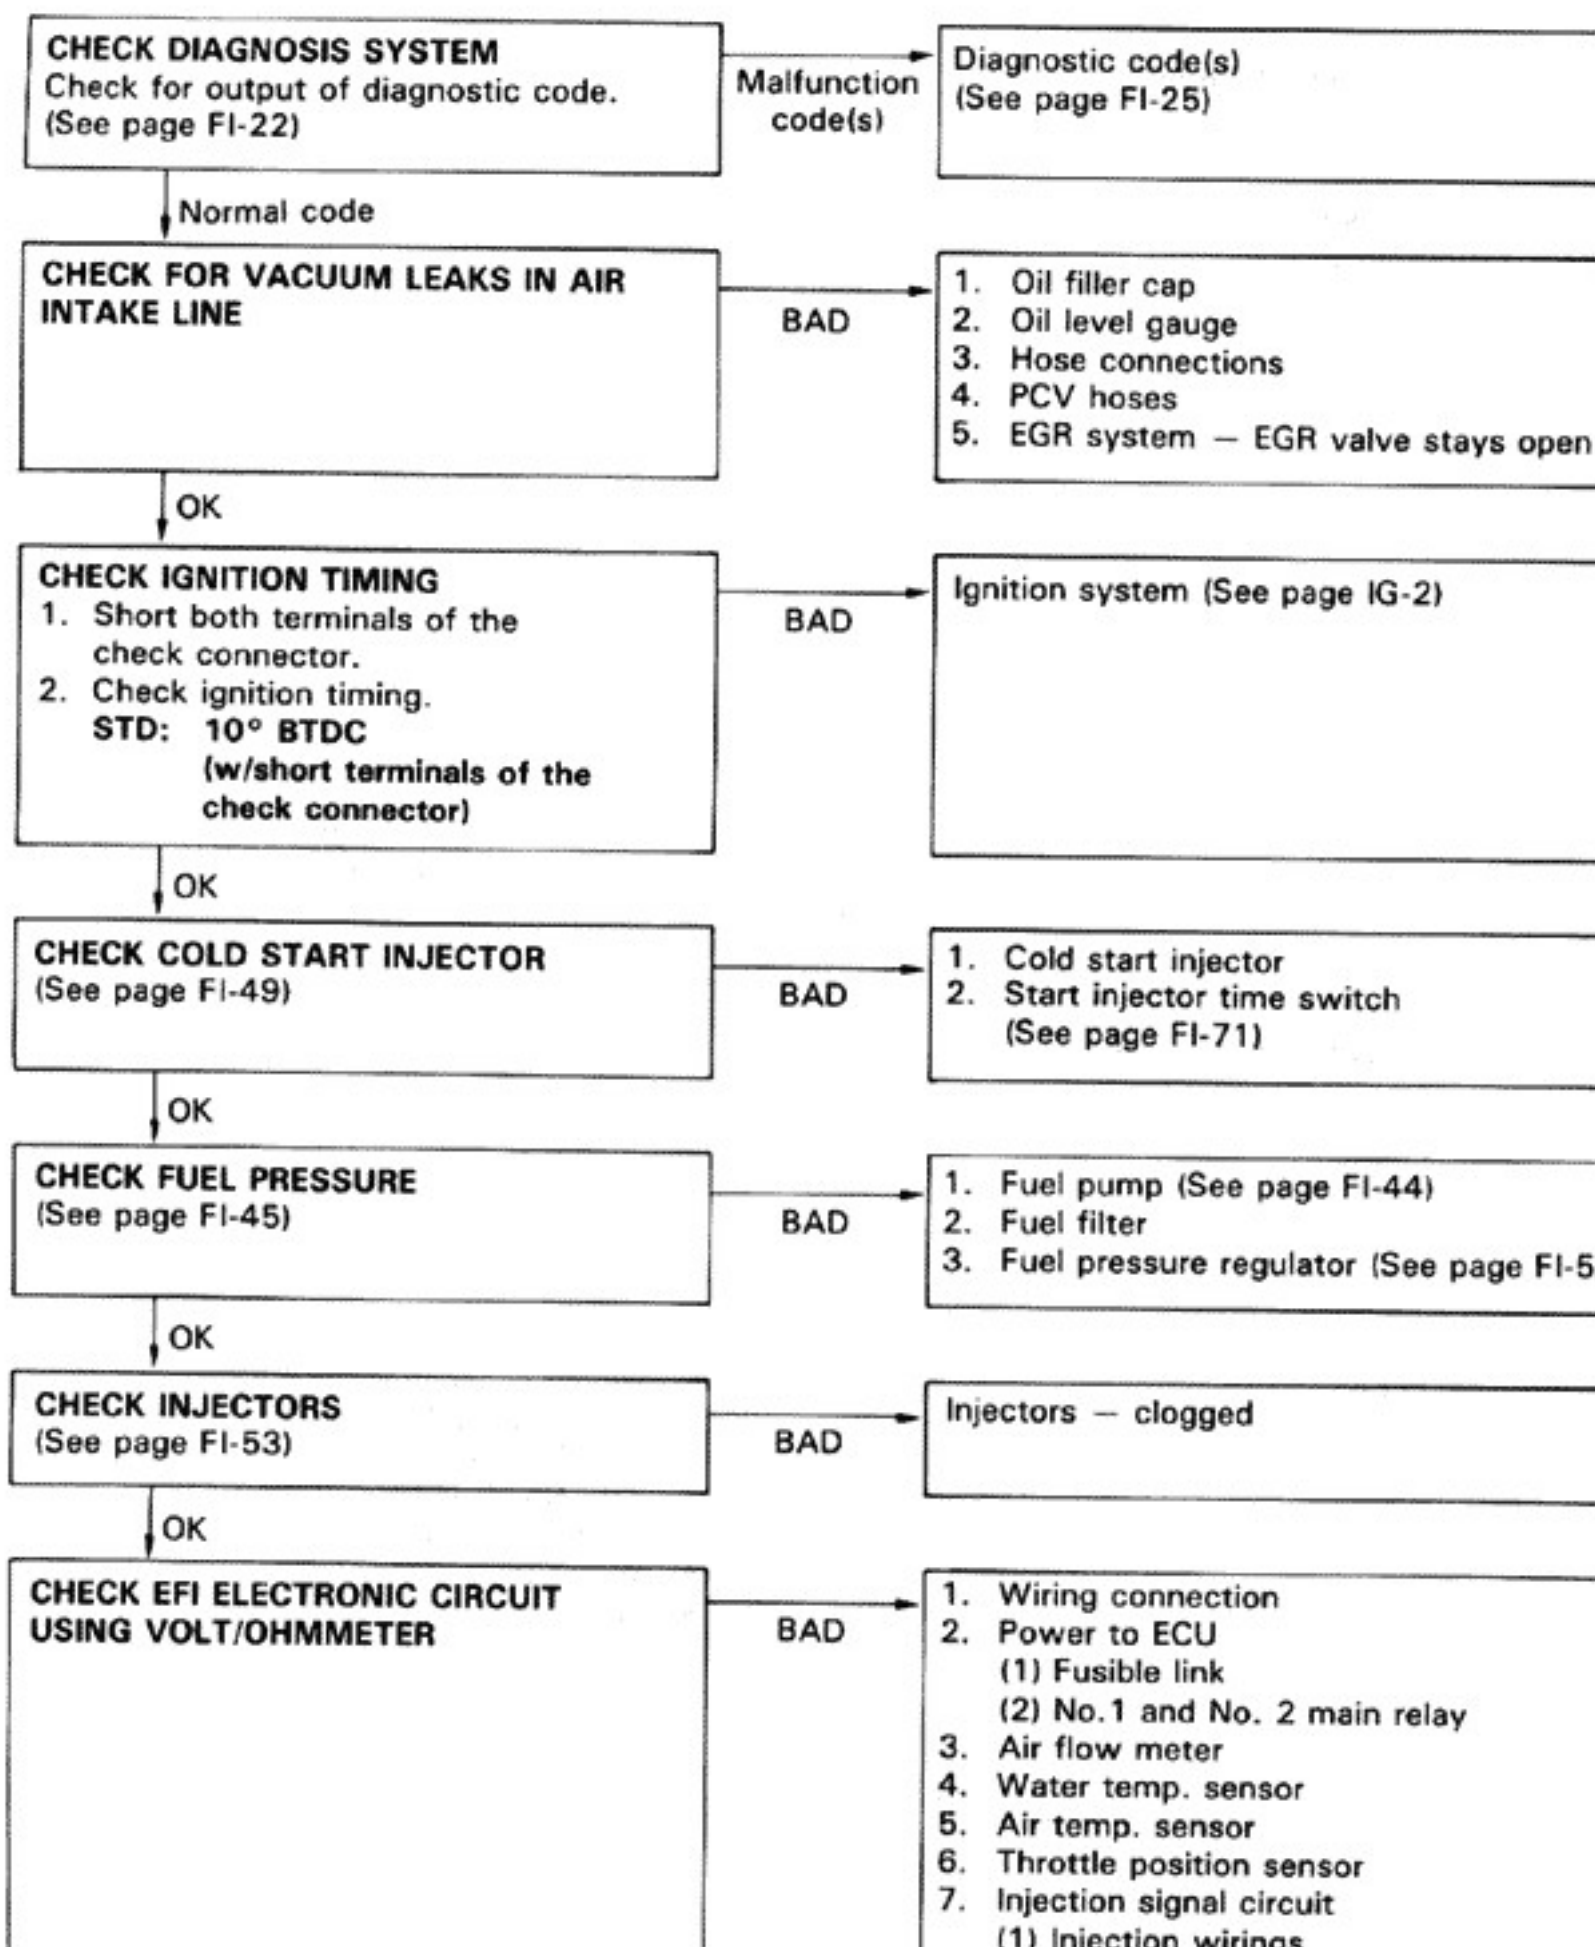 CHECK DIAGNOSIS SYSTEM
Check for output of diagnostic code.
(See page FI-22)
Malfunction
code(s)
Diagnostic code(s)
(See page FI-25)
Normal code
CHECK FOR VACUUM LEAKS IN AIR
INTAKE LINE
BAD
1. Oil filler cap
2. Oil level gauge
3. Hose connections
4. PCV hoses
5. EGR system — EGR valve stays open
OK
CHECK IGNITION TIMING
1. Short both terminals of the
check connector.
2. Check ignition timing.
STD: 10° BTDC
(w/short terminals of the
check connector)
BAD
Ignition system (See page IG-2)
OK
CHECK COLD START INJECTOR
(See page FI-49)
BAD
1. Cold start injector
2. Start injector time switch
(See page FI-71)
OK
CHECK FUEL PRESSURE
(See page FI-45)
BAD
1. Fuel pump (See page FI-44)
2. Fuel filter
3. Fuel pressure regulator (See page FI-5
OK
CHECK INJECTORS
(See page FI-53)
BAD
Injectors — clogged
OK
CHECK EFI ELECTRONIC CIRCUIT
USING VOLT/OHMMETER
BAD
1. Wiring connection
2. Power to ECU
(1) Fusible link
(2) No.1 and No. 2 main relay
3. Air flow meter
4. Water temp. sensor
5. Air temp. sensor
6. Throttle position sensor
7. Injection signal circuit
(1) Injection wirings